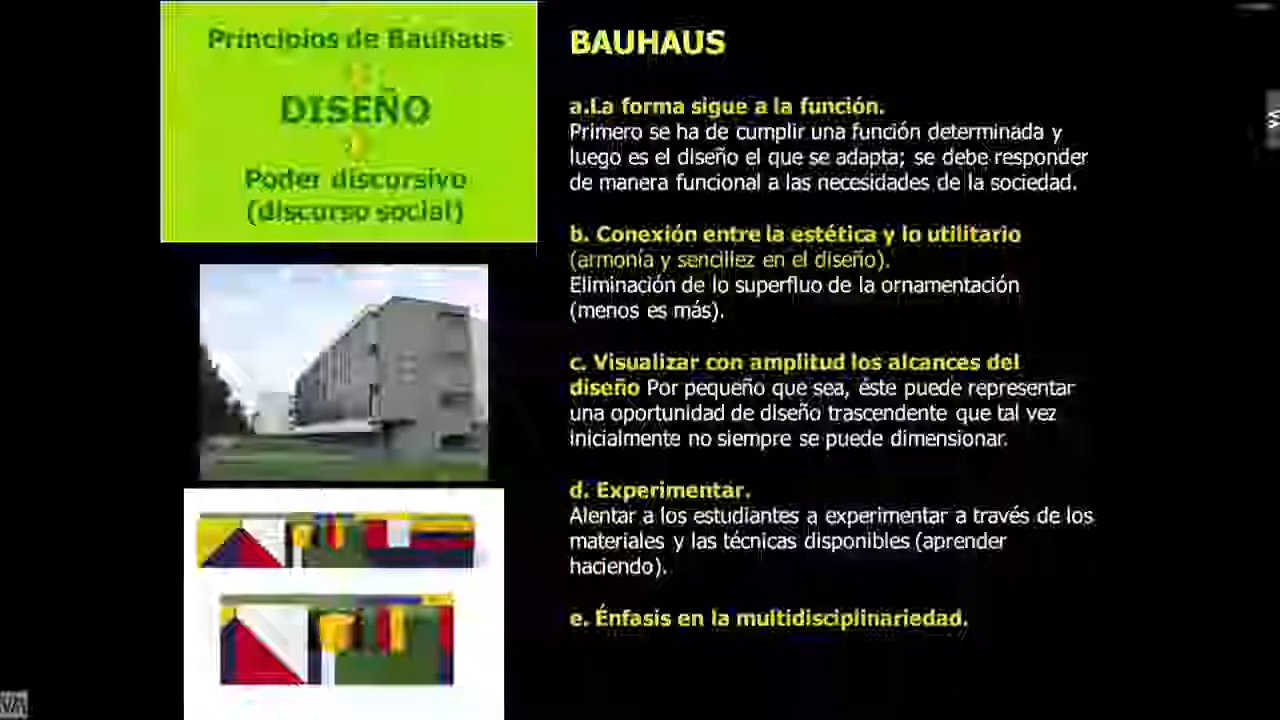 Principios de Bauhaus
DISEÑO
Poder discursivo
(discurso social)
BAUHAUS
a.La forma sigue a la función.
Primero se ha de cumplir una función determinada y
luego es el diseño el que se adapta; se debe responder
de manera funcional a las necesidades de la sociedad.
b. Conexión entre la estética y lo utilitario
(armonía y sencillez en el diseño).
Eliminación de lo superfluo de la ornamentación
(menos es más).
c. Visualizar con amplitud los alcances del
diseño Por pequeño que sea, éste puede representar
una oportunidad de diseño trascendente que tal vez
inicialmente no siempre se puede dimensionar.
d. Experimentar.
Alentar a los estudiantes a experimentar a través de los
materiales y las técnicas disponibles (aprender
haciendo).
e. Énfasis en la multidisciplinariedad.